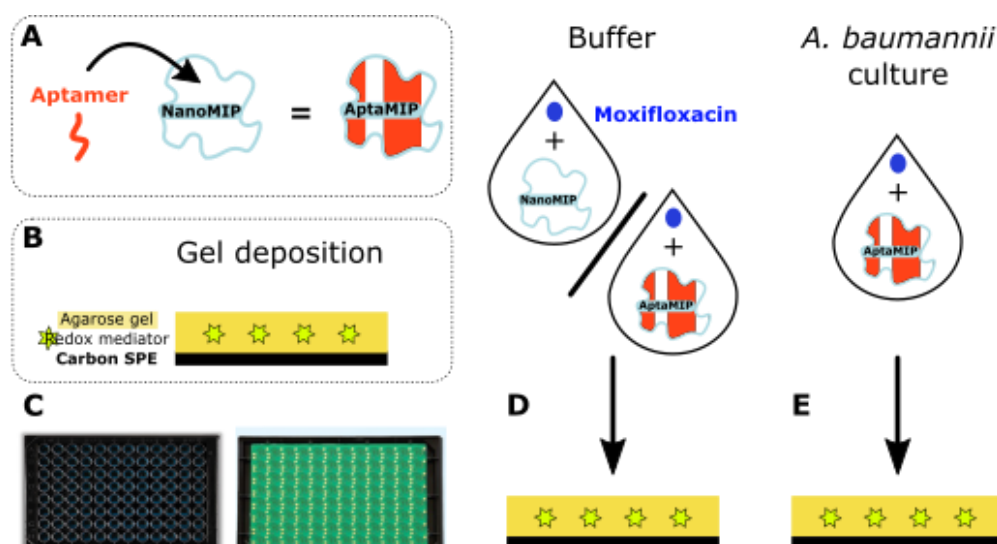 A
Aptamer
NanoMIP
=
AptaMIP
B
Gel deposition
Agarose gel
Redox mediator
Carbon SPE
C
Buffer
Moxifloxacin
+
NanoMIP
+
AptaMIP
D
A. baumannii
culture
+
AptaMIP
E